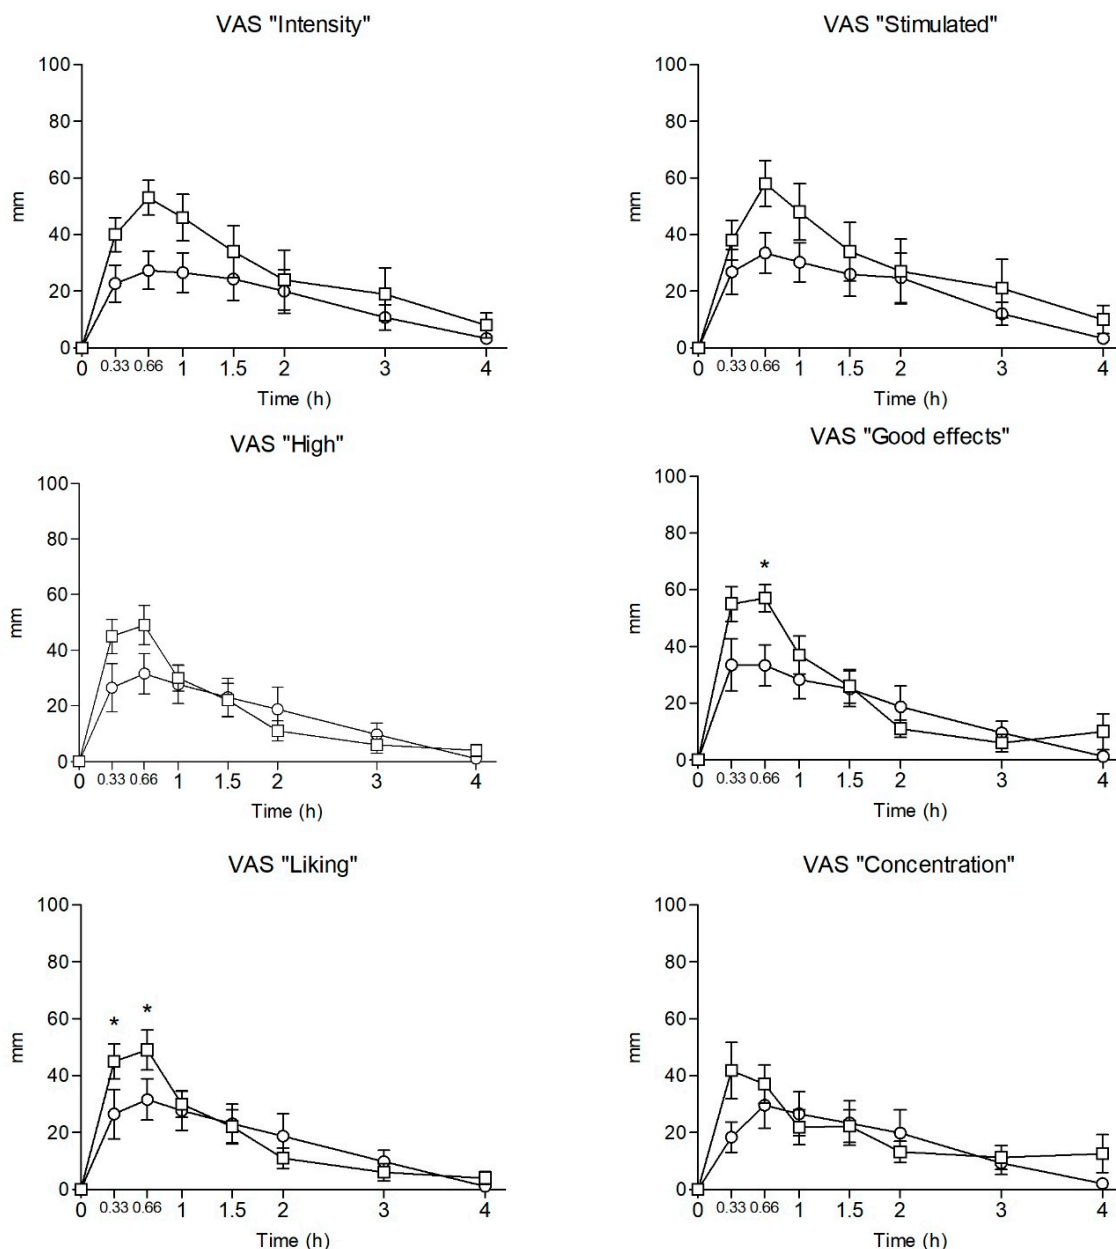 VAS "Intensity"
100
80
60
40
20
0
mm
0 0.33 0.66 1 1.5 2 3 4
Time (h)
VAS "Stimulated"
100
80
60
40
20
0
mm
0 0.33 0.66 1 1.5 2 3 4
Time (h)
VAS "High"
100
80
60
40
20
0
mm
0 0.33 0.66 1 1.5 2 3 4
Time (h)
VAS "Good effects"
100
80
60
40
20
0
mm
*
0 0.33 0.66 1 1.5 2 3 4
Time (h)
VAS "Liking"
100
80
60
40
20
0
mm
* *
0 0.33 0.66 1 1.5 2 3 4
Time (h)
VAS "Concentration"
100
80
60
40
20
0
mm
0 0.33 0.66 1 1.5 2 3 4
Time (h)